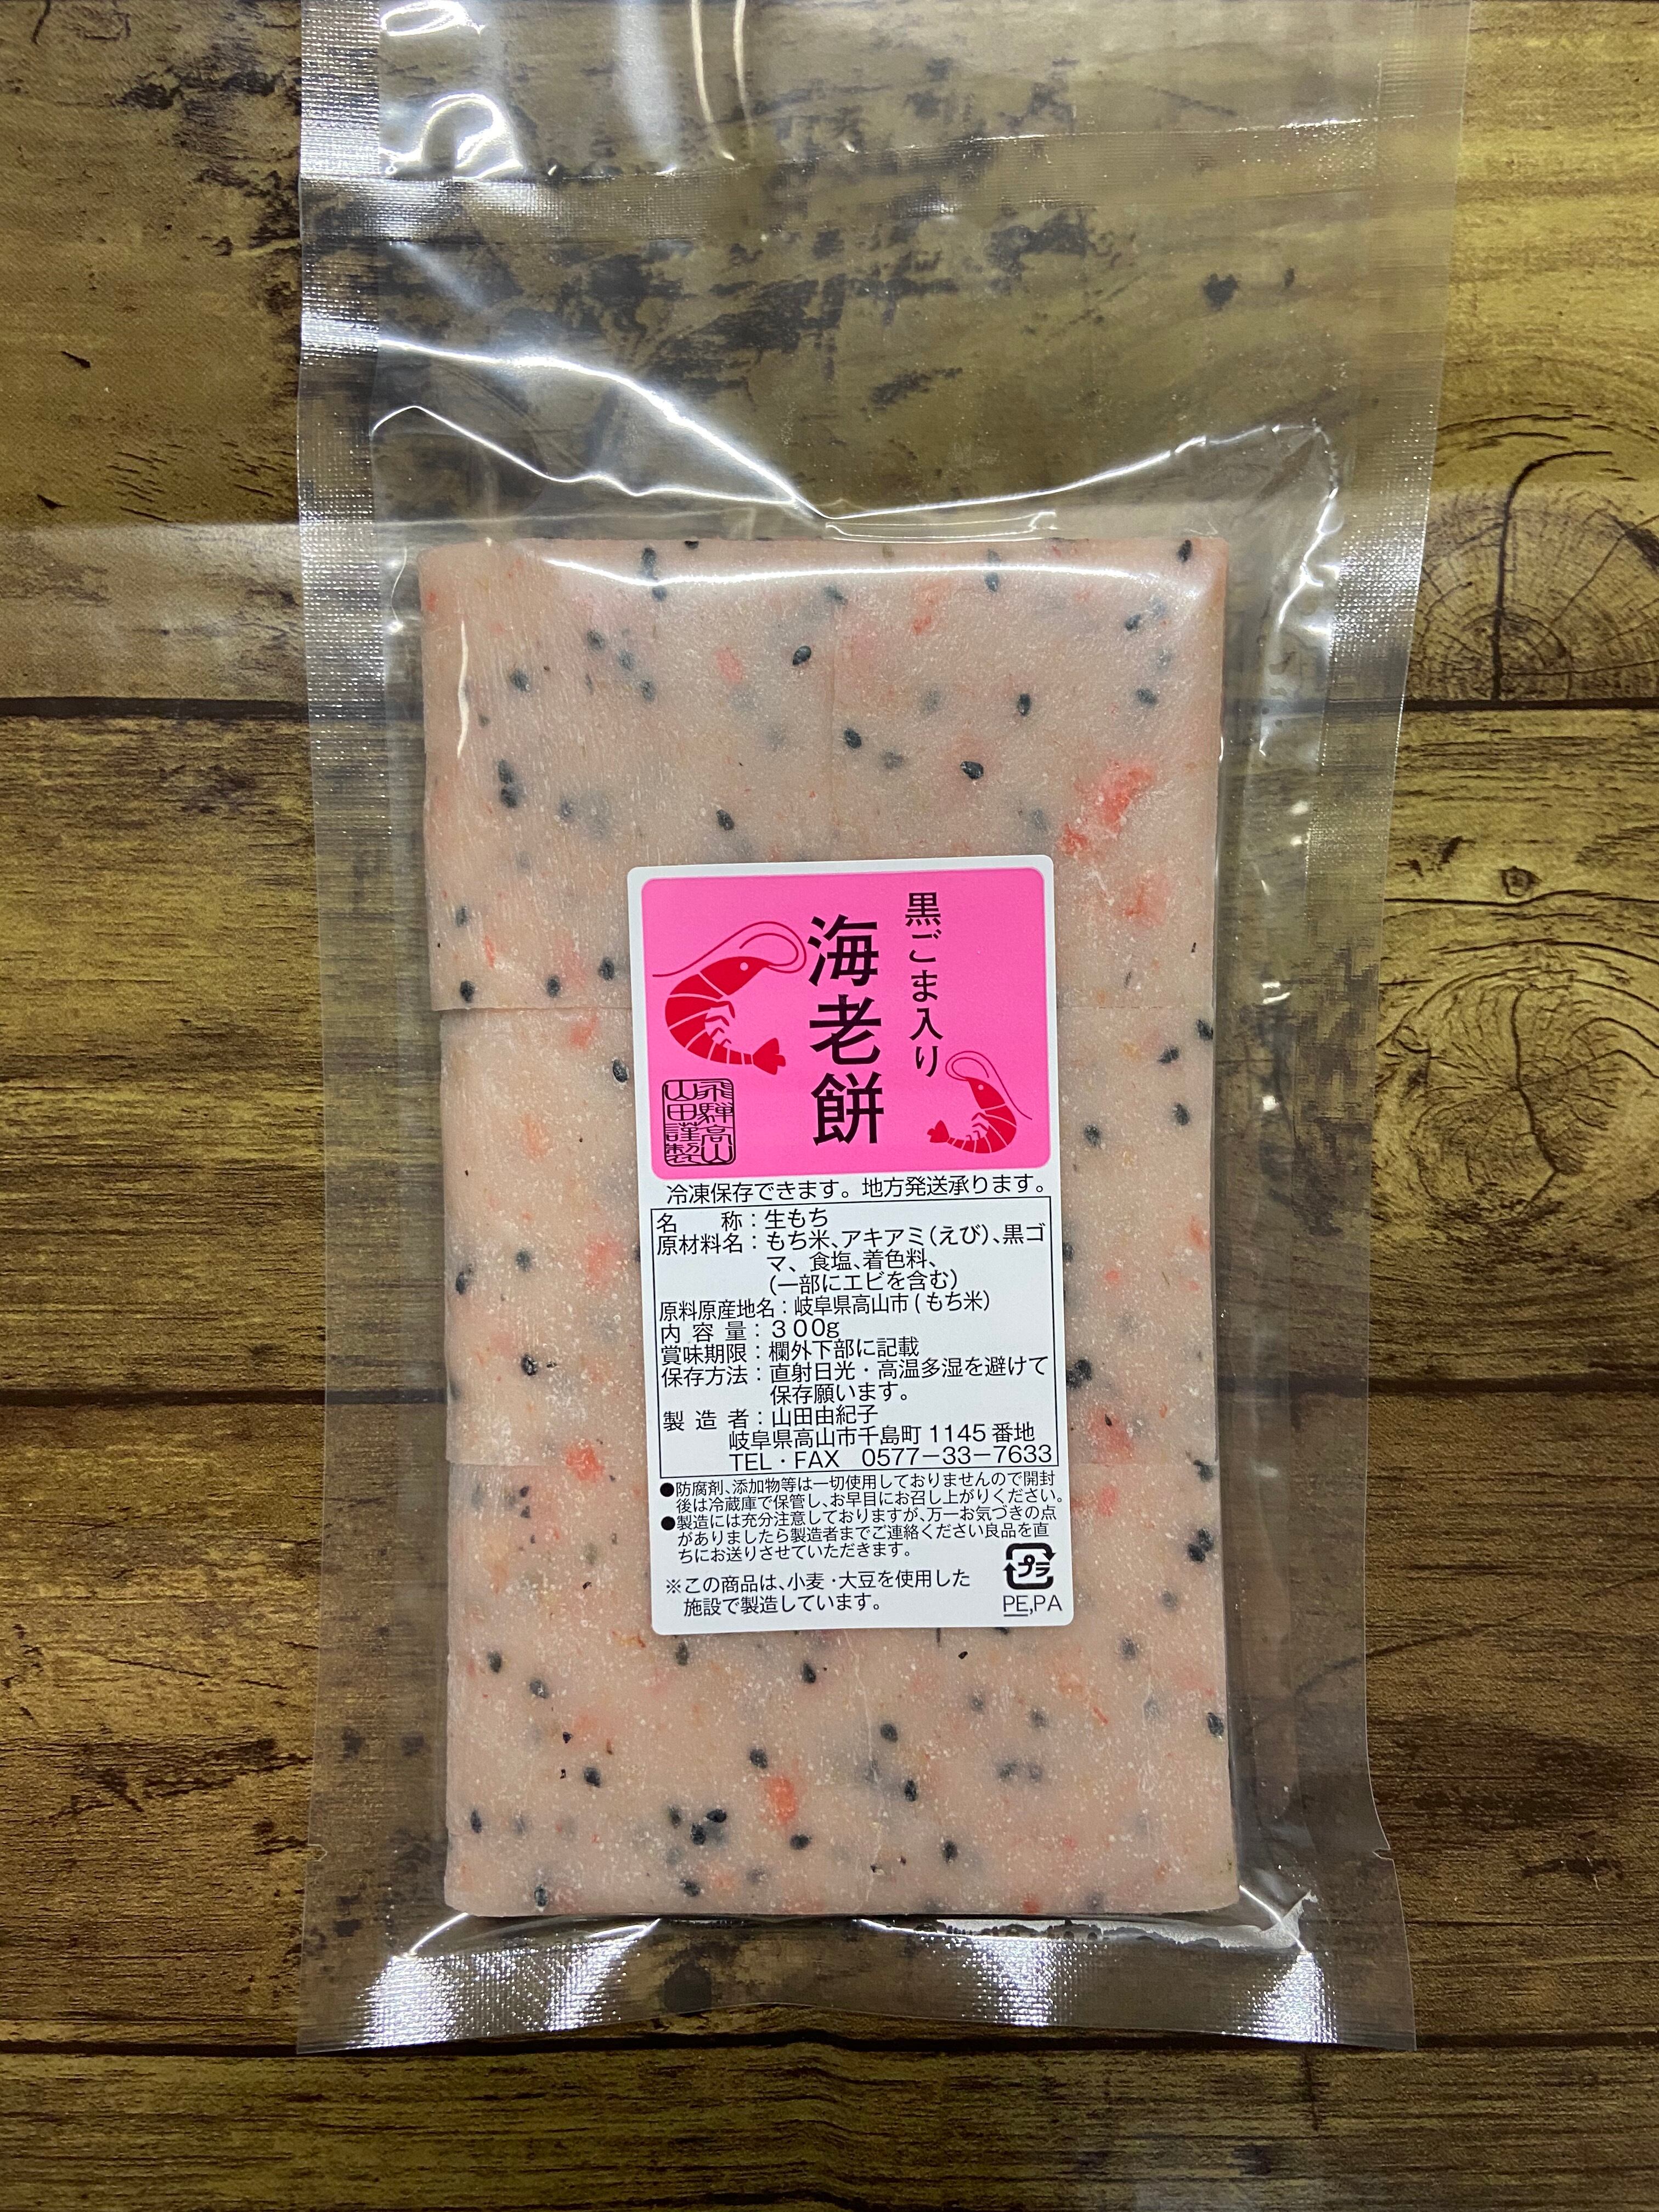 黒ごま入り
海老餅
飛騨高山
山田謹製
冷凍保存できます。地方発送承ります。
名　　称：生もち
原材料名：もち米、アキアミ（えび）、黒ゴ
マ、食塩、着色料、
（一部にエビを含む）
原料原産地名：岐阜県高山市（もち米）
内 容 量：３００g
賞味期限：欄外下部に記載
保存方法：直射日光・高温多湿を避けて
保存願います。
製 造 者：山田由紀子
岐阜県高山市千島町 1145 番地
TEL・FAX　0577－33－7633
●防腐剤、添加物等は一切使用しておりませんので開封
後は冷蔵庫で保管し、お早目にお召し上がりください。
●製造には充分注意しておりますが、万一お気づきの点
がありましたら製造者までご連絡ください良品を直
ちにお送りさせていただきます。
※この商品は、小麦・大豆を使用した
施設で製造しています。
プラ
PE,PA